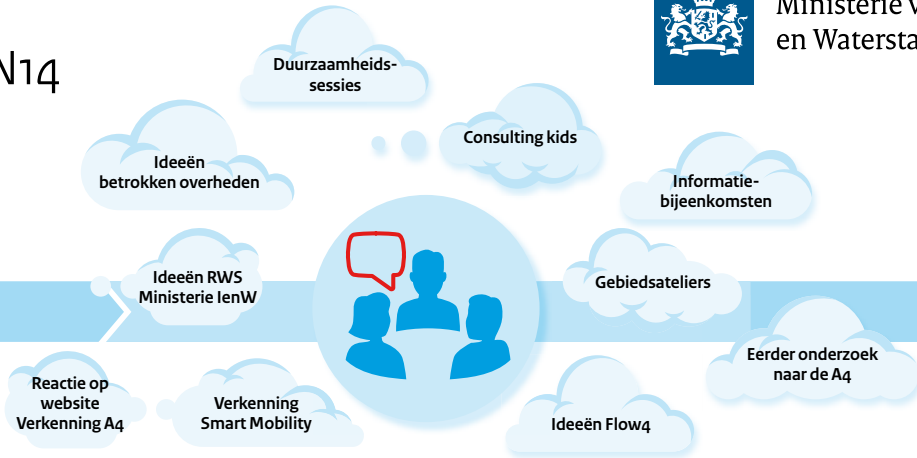 N14
Ministerie v
en Watersta
Duurzaamheids-
sessies
Consulting kids
Ideeën
betrokken overheden
Informatie-
bijeenkomsten
Ideeën RWS
Ministerie IenW
Gebiedsateliers
Eerder onderzoek
naar de A4
Reactie op
website
Verkenning A4
Verkenning
Smart Mobility
Ideeën Flow4